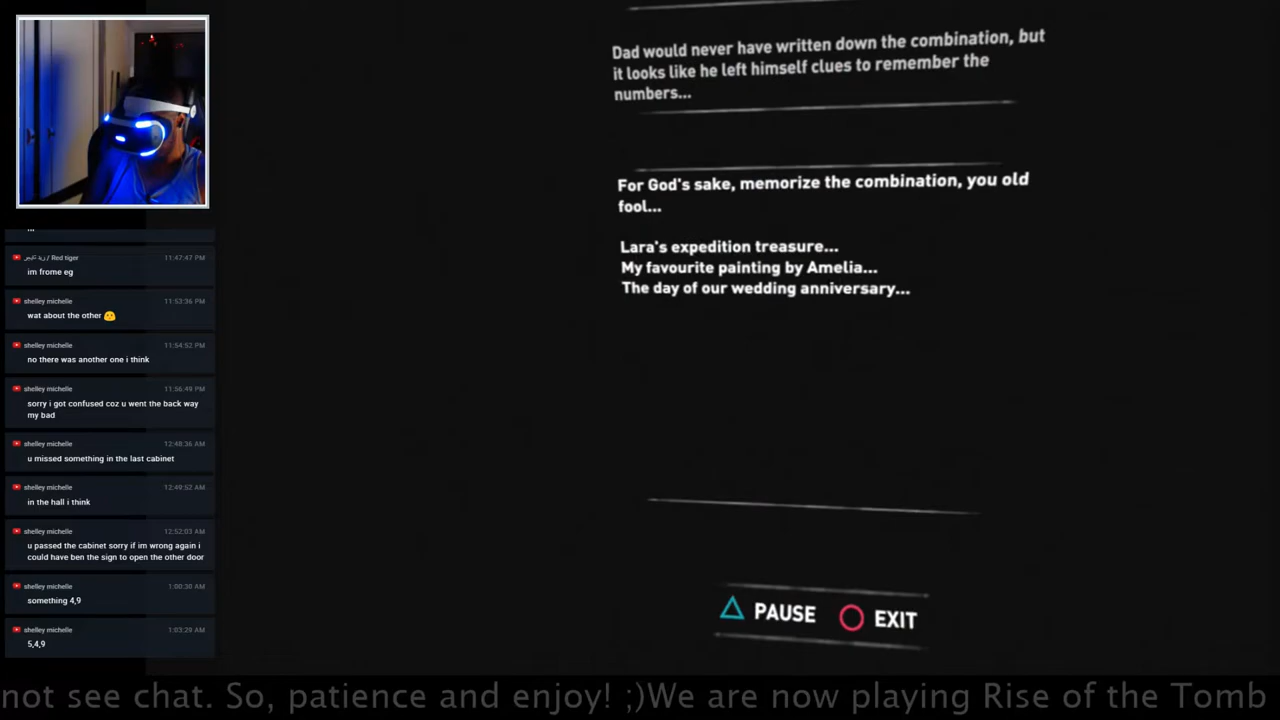 Dad would never have written down the combination, but
it looks like he left himself clues to remember the
numbers...
For God's sake, memorize the combination, you old
fool...
Lara's expedition treasure...
My favourite painting by Amelia...
The day of our wedding anniversary...
PAUSE EXIT
/ Red tiger 11:47:47 PM
im frome eg
shelley michelle 11:53:36 PM
wat about the other
shelley michelle 11:54:52 PM
no there was another one i think
shelley michelle 11:56:49 PM
sorry i got confused coz u went the back way
my bad
shelley michelle 12:48:36 AM
u missed something in the last cabinet
shelley michelle 12:49:52 AM
in the hall i think
shelley michelle 12:52:03 AM
u passed the cabinet sorry if im wrong again i
could have ben the sign to open the other door
shelley michelle 1:00:30 AM
something 4,9
shelley michelle 1:03:29 AM
5,4,9
not see chat. So, patience and enjoy! ;)We are now playing Rise of the Tomb